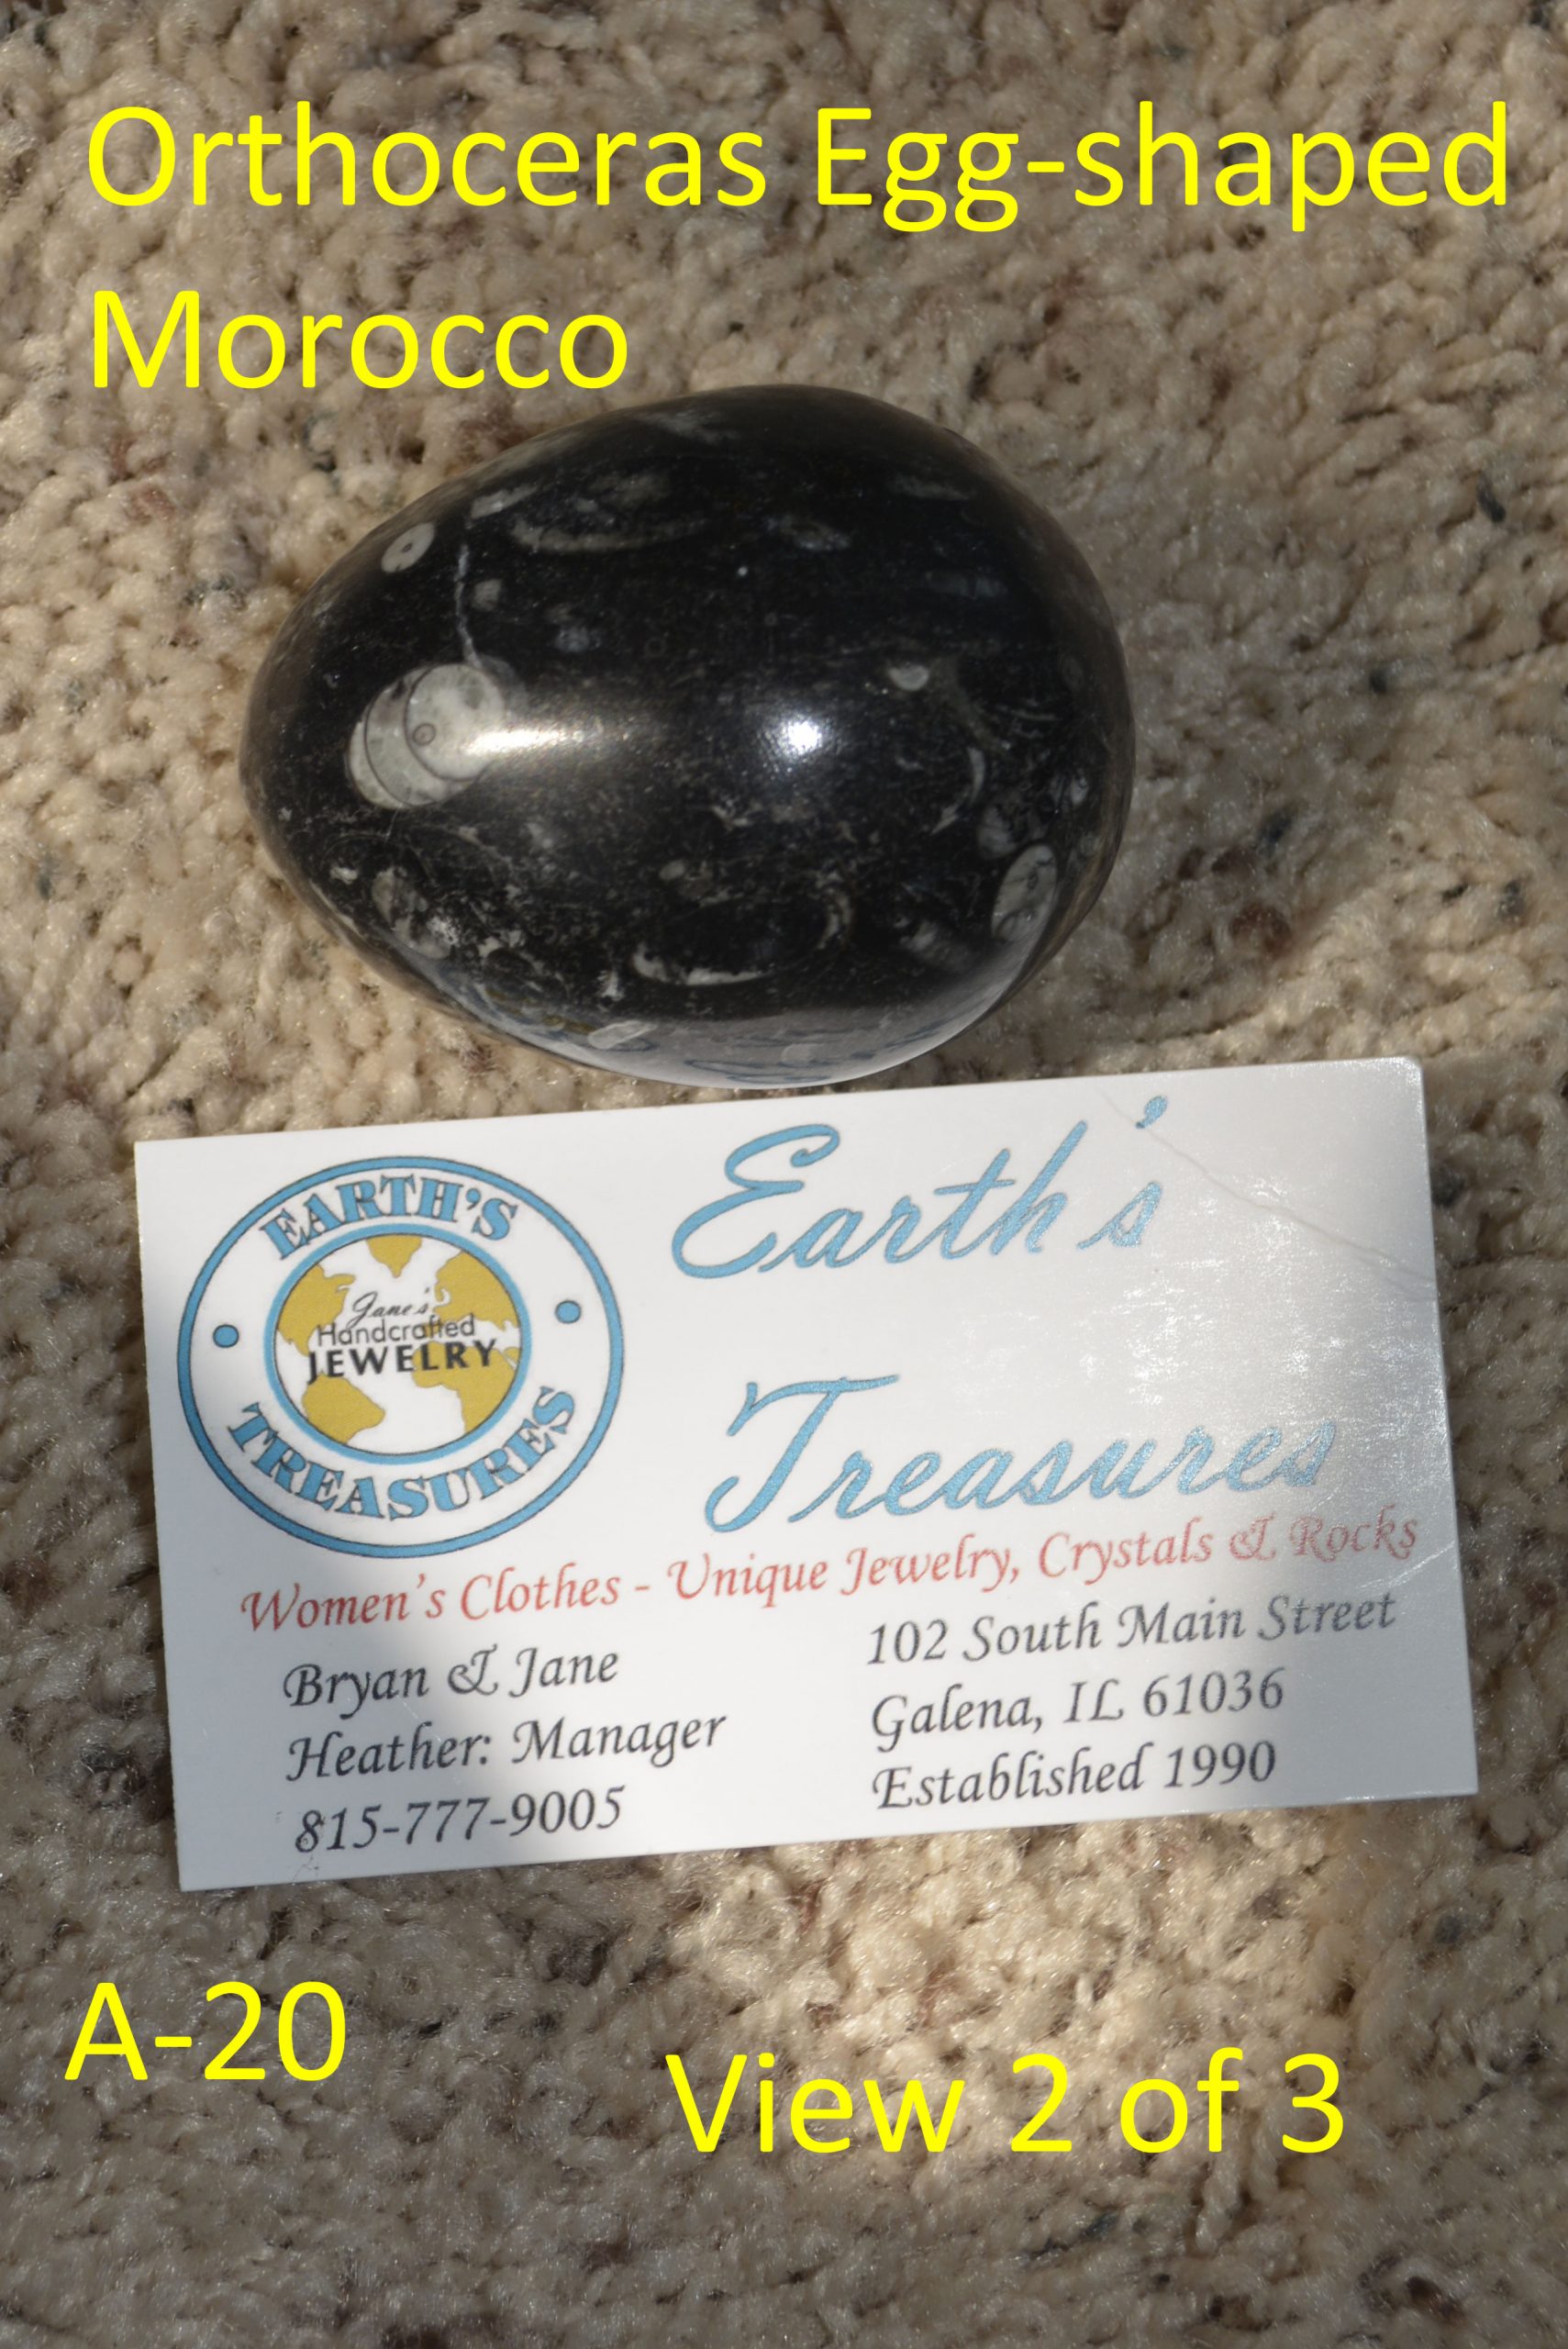 Orthoceras Egg-shaped
Morocco
EARTH'S
Jane's
Handcrafted
JEWELRY
TREASURES
Earth's
Treasures
Women's Clothes - Unique Jewelry, Crystals & Rocks
Bryan & Jane
Heather: Manager
815-777-9005
102 South Main Street
Galena, IL 61036
Established 1990
A-20
View 2 of 3